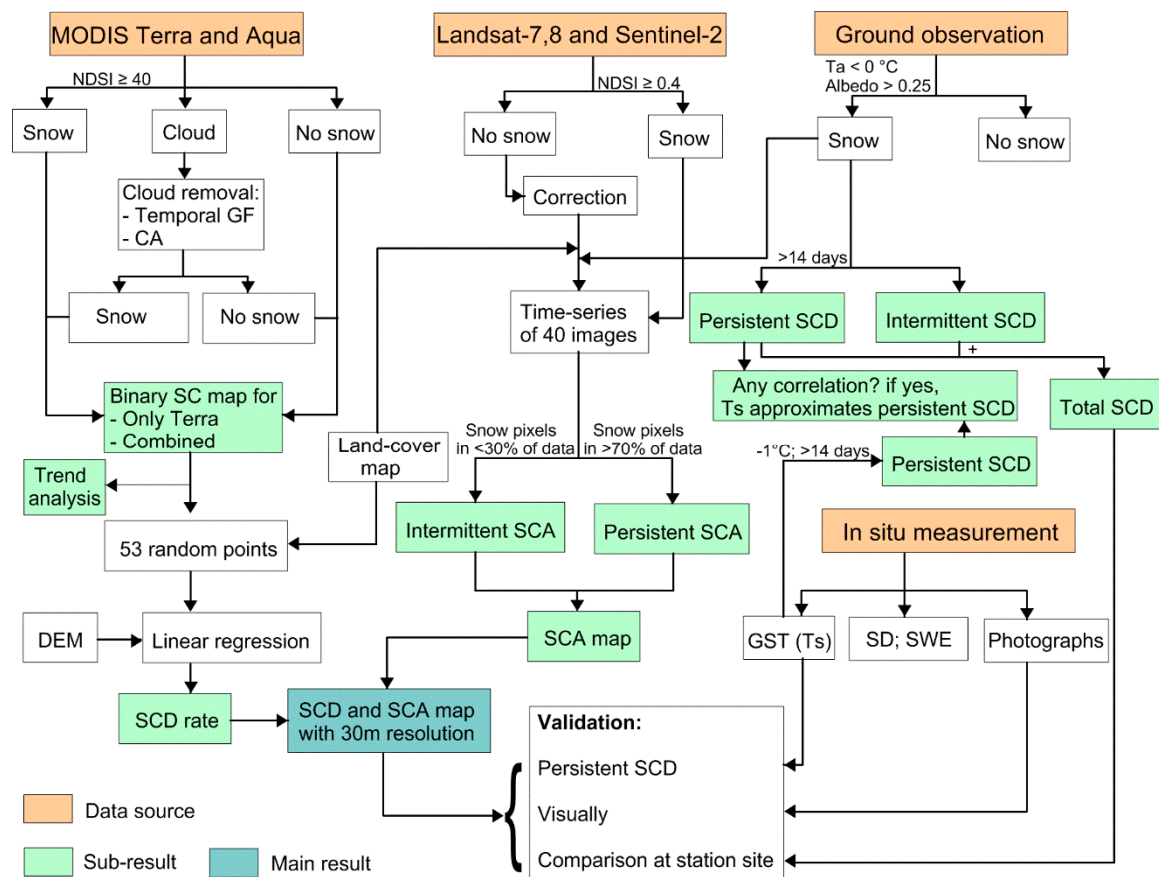 MODIS Terra and Aqua
Landsat-7,8 and Sentinel-2
Ground observation
NDSI ≥ 40
NDSI ≥ 0.4
Ta < 0 °C
Albedo > 0.25
Snow
Cloud
No snow
No snow
Snow
Snow
No snow
Cloud removal:
- Temporal GF
- CA
Correction
>14 days
Snow
No snow
Time-series
of 40 images
Persistent SCD
Intermittent SCD
+
Any correlation? if yes,
Ts approximates persistent SCD
Total SCD
Binary SC map for
- Only Terra
- Combined
Land-cover
map
Snow pixels
in <30% of data
Snow pixels
in >70% of data
-1°C; >14 days
Persistent SCD
Trend
analysis
Intermittent SCA
Persistent SCA
In situ measurement
53 random points
DEM
Linear regression
SCA map
GST (Ts)
SD; SWE
Photographs
SCD rate
SCD and SCA map
with 30m resolution
Validation:
Persistent SCD
Visually
Comparison at station site
Data source
Sub-result
Main result